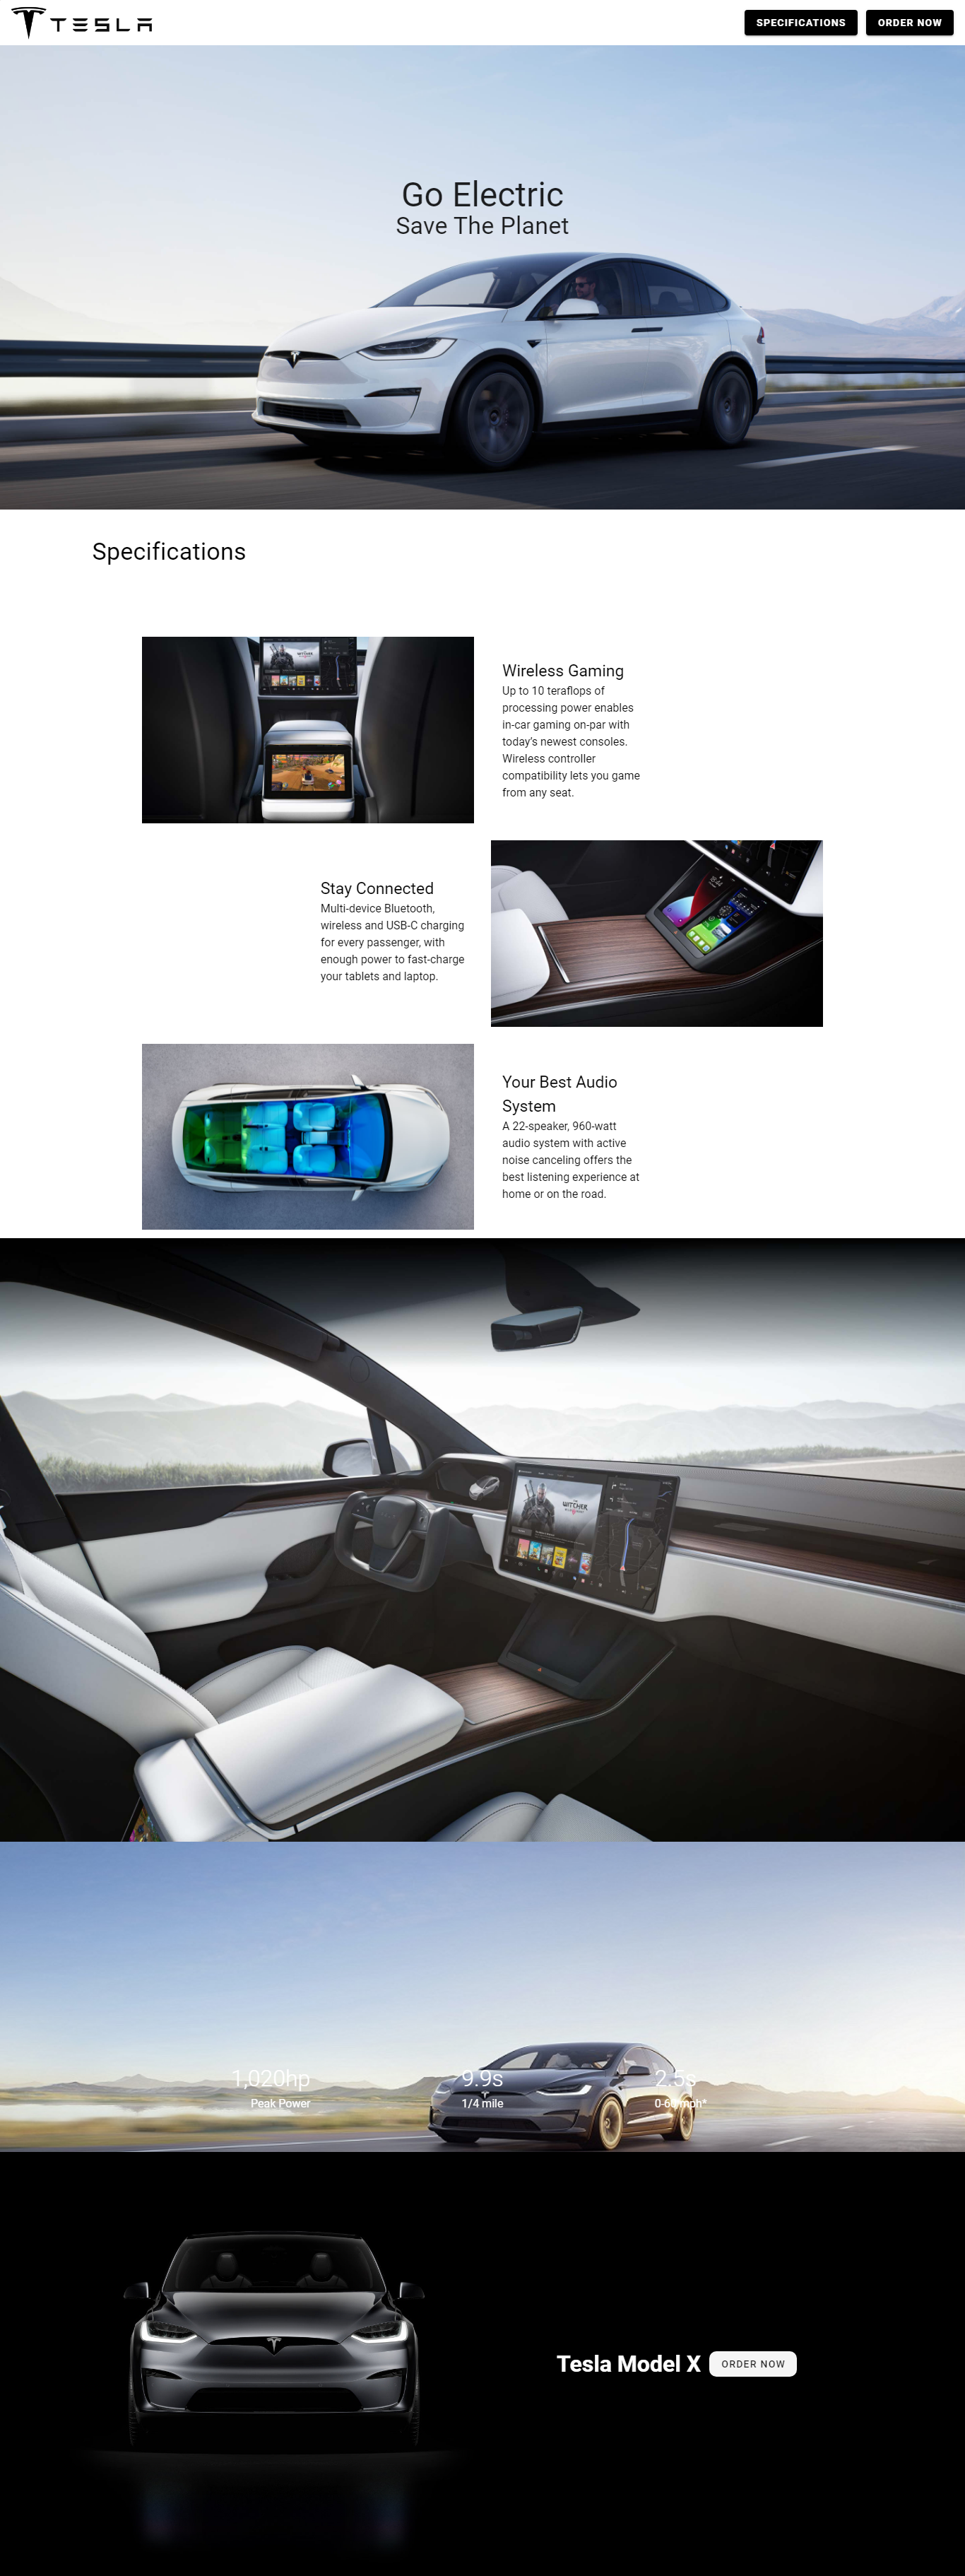 TESLA
SPECIFICATIONS
ORDER NOW
Go Electric
Save The Planet
Specifications
Wireless Gaming
Up to 10 teraflops of
processing power enables
in-car gaming on-par with
today's newest consoles.
Wireless controller
compatibility lets you game
from any seat.
Stay Connected
Multi-device Bluetooth,
wireless and USB-C charging
for every passenger, with
enough power to fast-charge
your tablets and laptop.
Your Best Audio
System
A 22-speaker, 960-watt
audio system with active
noise canceling offers the
best listening experience at
home or on the road.
WITCHER
1,020hp
9.9s
2.5s
Peak Power
1/4 mile
0-60 mph*
Tesla Model X
ORDER NOW